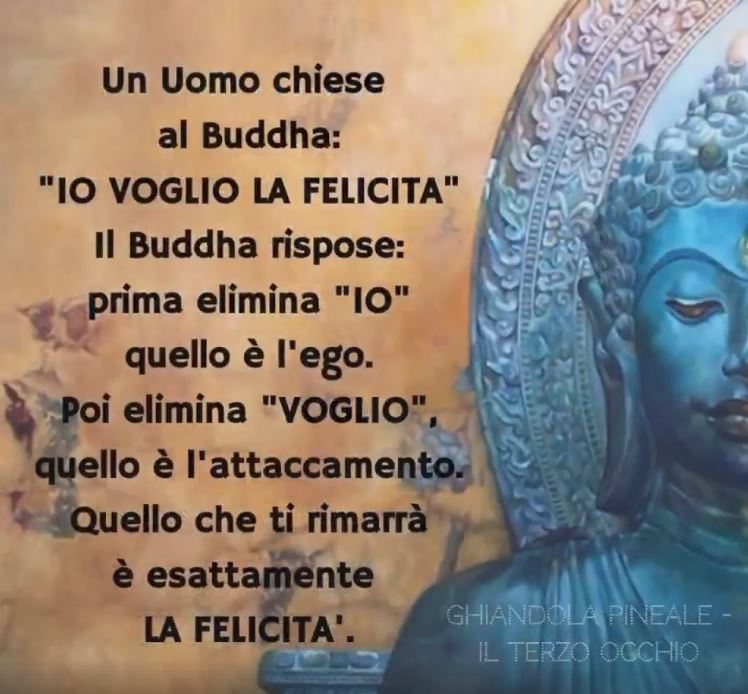 Un Uomo chiese
al Buddha:
"IO VOGLIO LA FELICITA"
Il Buddha rispose:
prima elimina "IO"
quello è l'ego.
Poi elimina "VOGLIO",
quello è l'attaccamento.
Quello che ti rimarrà
è esattamente
LA FELICITA'.
GHIANDOLA PINEALE -
IL TERZO OCCHIO